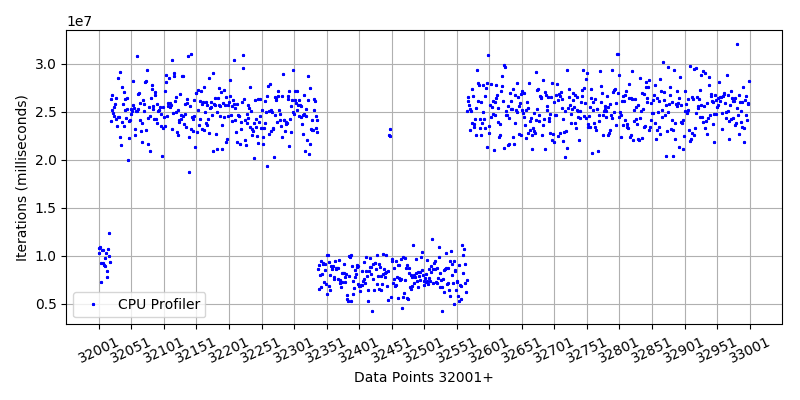 1e7
3.0
2.5
2.0
1.5
1.0
0.5
Iterations (milliseconds)
CPU Profiler
32001 32051 32101 32151 32201 32251 32301 32351 32401 32451 32501 32551 32601 32651 32701 32751 32801 32851 32901 32951 33001
Data Points 32001+